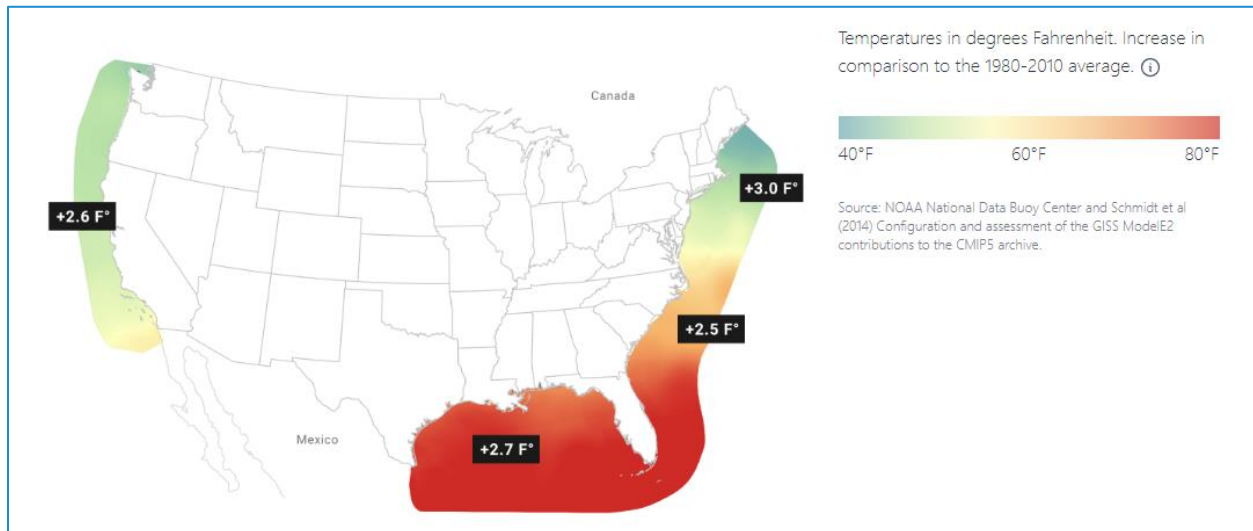 Temperatures in degrees Fahrenheit. Increase in
comparison to the 1980-2010 average. ⓘ
Canada
40°F 60°F 80°F
+3.0 F°
Source: NOAA National Data Buoy Center and Schmidt et al
(2014) Configuration and assessment of the GISS ModelE2
contributions to the CMIP5 archive.
+2.6 F°
+2.5 F°
Mexico
+2.7 F°